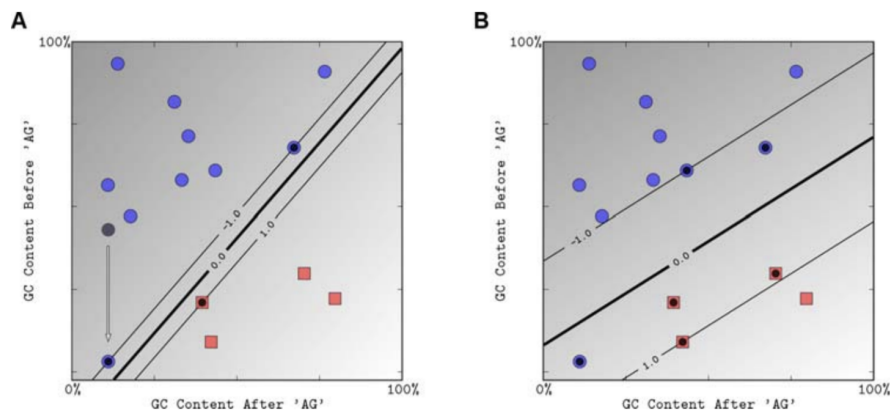 A
100%
GC Content Before 'AG'
-1.0
0.0
1.0
0%
100%
GC Content After 'AG'
B
100%
GC Content Before 'AG'
-1.0
0.0
1.0
0%
100%
GC Content After 'AG'